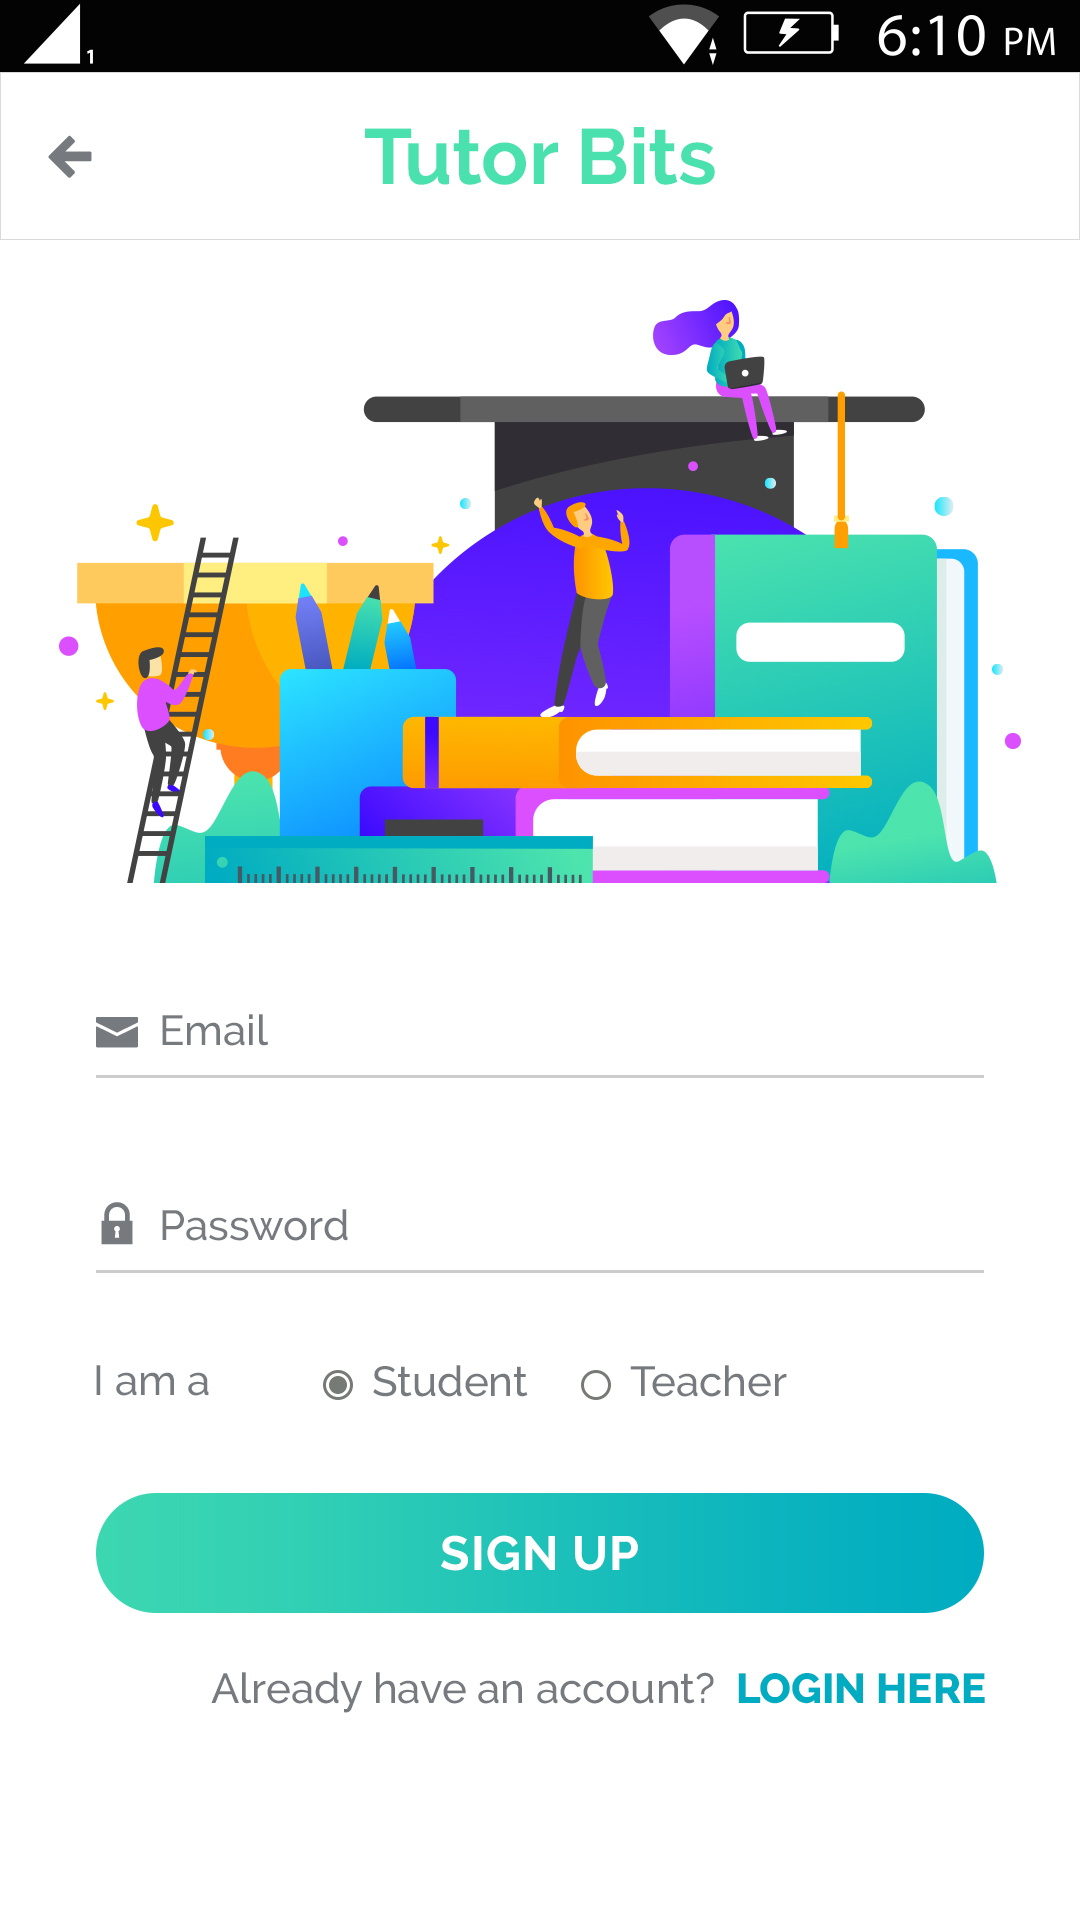 1
6:10 PM
Tutor Bits
Email
Password
I am a Student Teacher
SIGN UP
Already have an account? LOGIN HERE